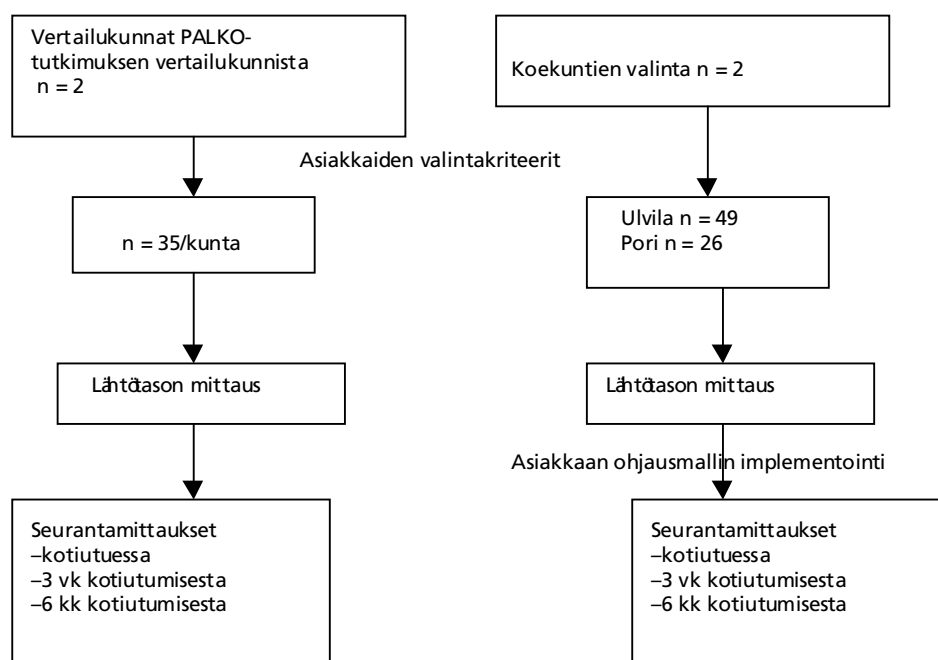 Vertailukunnat PALKO-
tutkimuksen vertailukunnista
n = 2
Koekuntien valinta n = 2
Asiakkaiden valintakriteerit
n = 35/kunta
Ulvila n = 49
Pori n = 26
Lähtötason mittaus
Lähtötason mittaus
Asiakkaan ohjausmallin implementointi
Seurantamittaukset
–kotiutuessa
–3 vk kotiutumisesta
–6 kk kotiutumisesta
Seurantamittaukset
–kotiutuessa
–3 vk kotiutumisesta
–6 kk kotiutumisesta